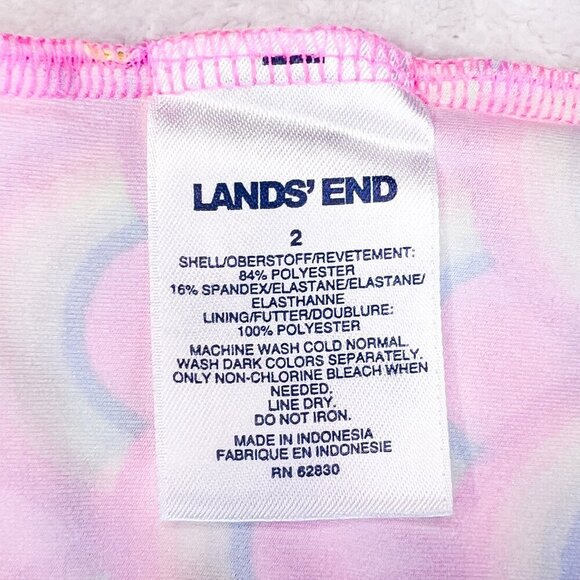 LANDS' END
2
SHELL/OBERSTOFF/REVETEMENT:
84% POLYESTER
16% SPANDEX/ELASTANE/ELASTANE/
ELASTHANNE
LINING/FUTTER/DOUBLURE:
100% POLYESTER
MACHINE WASH COLD NORMAL.
WASH DARK COLORS SEPARATELY.
ONLY NON-CHLORINE BLEACH WHEN
NEEDED.
LINE DRY.
DO NOT IRON.
MADE IN INDONESIA
FABRIQUE EN INDONESIE
RN 62830